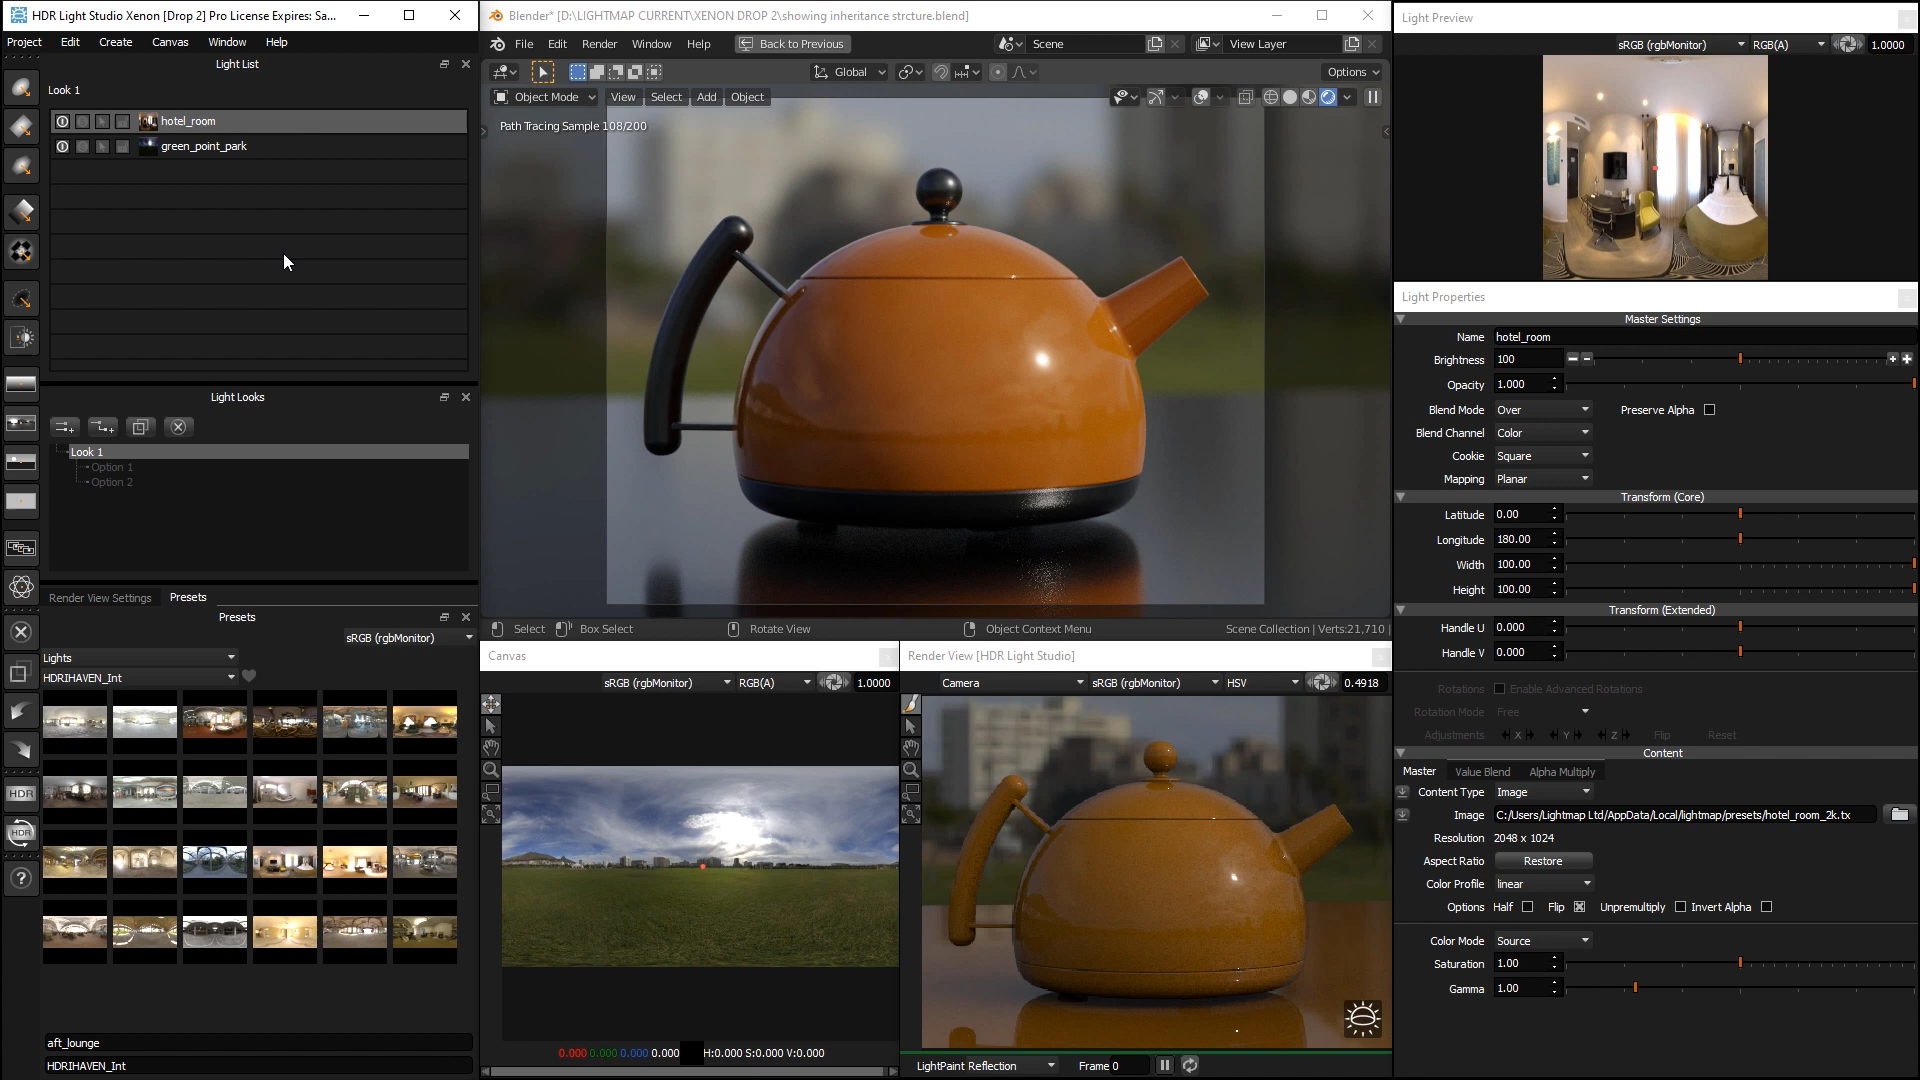 HDR Light Studio Xenon [Drop 2] Pro License Expires: Sa...
Project Edit Create Canvas Window Help
Light List
Look 1
hotel_room
green_point_park
Light Looks
Look 1
Option 1
Option 2
Render View Settings Presets
Presets
sRGB (rgbMonitor)
Lights
HDRIHAVEN_Int
HDR
HDR
?
aft_lounge
HDRIHAVEN_Int
Blender* [D:\LIGHTMAP CURRENT\XENON DROP 2\showing inheritance strcture.blend]
File Edit Render Window Help Back to Previous Scene View Layer
Global Options
Object Mode View Select Add Object
Path Tracing Sample 108/200
Select Box Select Rotate View Object Context Menu Scene Collection | Verts:21,710 |
Canvas
sRGB (rgbMonitor) RGB(A) 1.0000
0.000 0.000 0.000 0.000 H:0.000 S:0.000 V:0.000
Render View [HDR Light Studio]
Camera sRGB (rgbMonitor) HSV 0.4918
LightPaint Reflection Frame 0
Light Preview
sRGB (rgbMonitor) RGB(A) 1.0000
Light Properties
Master Settings
Name hotel_room
Brightness 100
Opacity 1.000
Blend Mode Over Preserve Alpha
Blend Channel Color
Cookie Square
Mapping Planar
Transform (Core)
Latitude 0.00
Longitude 180.00
Width 100.00
Height 100.00
Transform (Extended)
Handle U 0.000
Handle V 0.000
Rotations Enable Advanced Rotations
Rotation Mode Free
Adjustments X Y Z Flip Reset
Content
Master Value Blend Alpha Multiply
Content Type Image
Image C:/Users/Lightmap Ltd/AppData/Local/lightmap/presets/hotel_room_2k.tx
Resolution 2048 x 1024
Aspect Ratio Restore
Color Profile linear
Options Half Flip Unpremultiply Invert Alpha
Color Mode Source
Saturation 1.00
Gamma 1.00